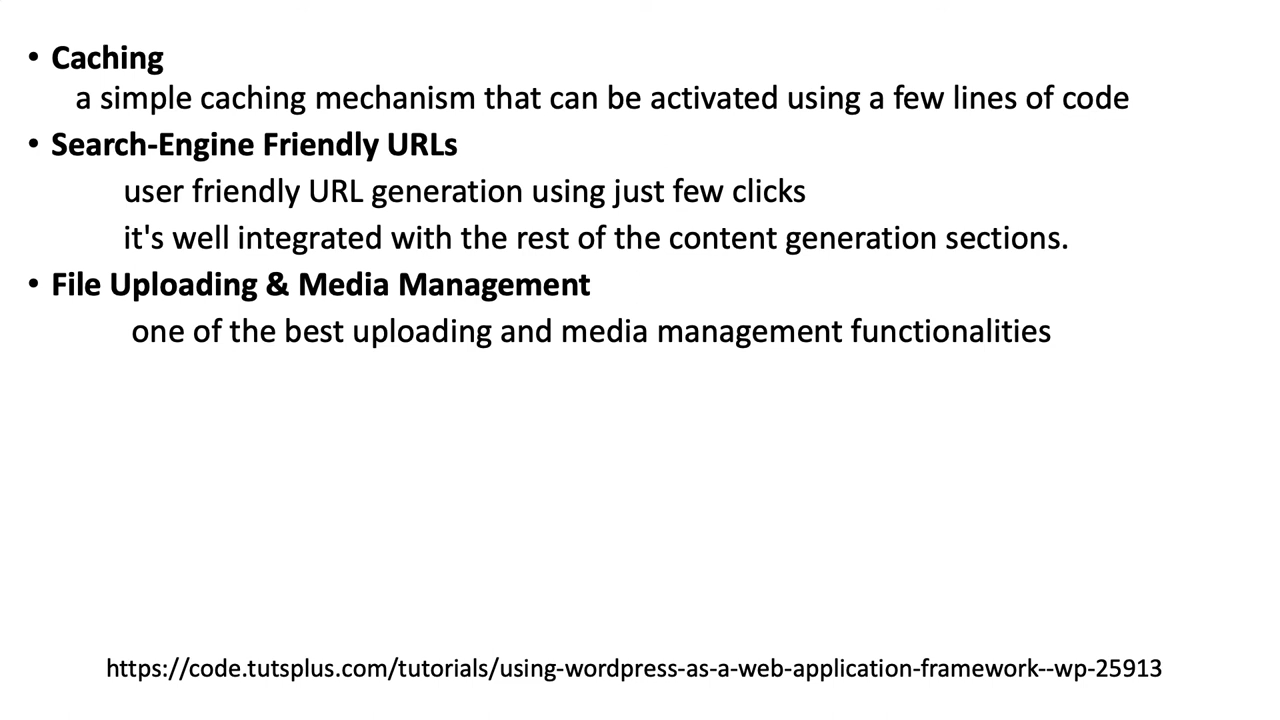 • Caching
a simple caching mechanism that can be activated using a few lines of code
• Search-Engine Friendly URLs
user friendly URL generation using just few clicks
it's well integrated with the rest of the content generation sections.
• File Uploading & Media Management
one of the best uploading and media management functionalities
https://code.tutsplus.com/tutorials/using-wordpress-as-a-web-application-framework--wp-25913